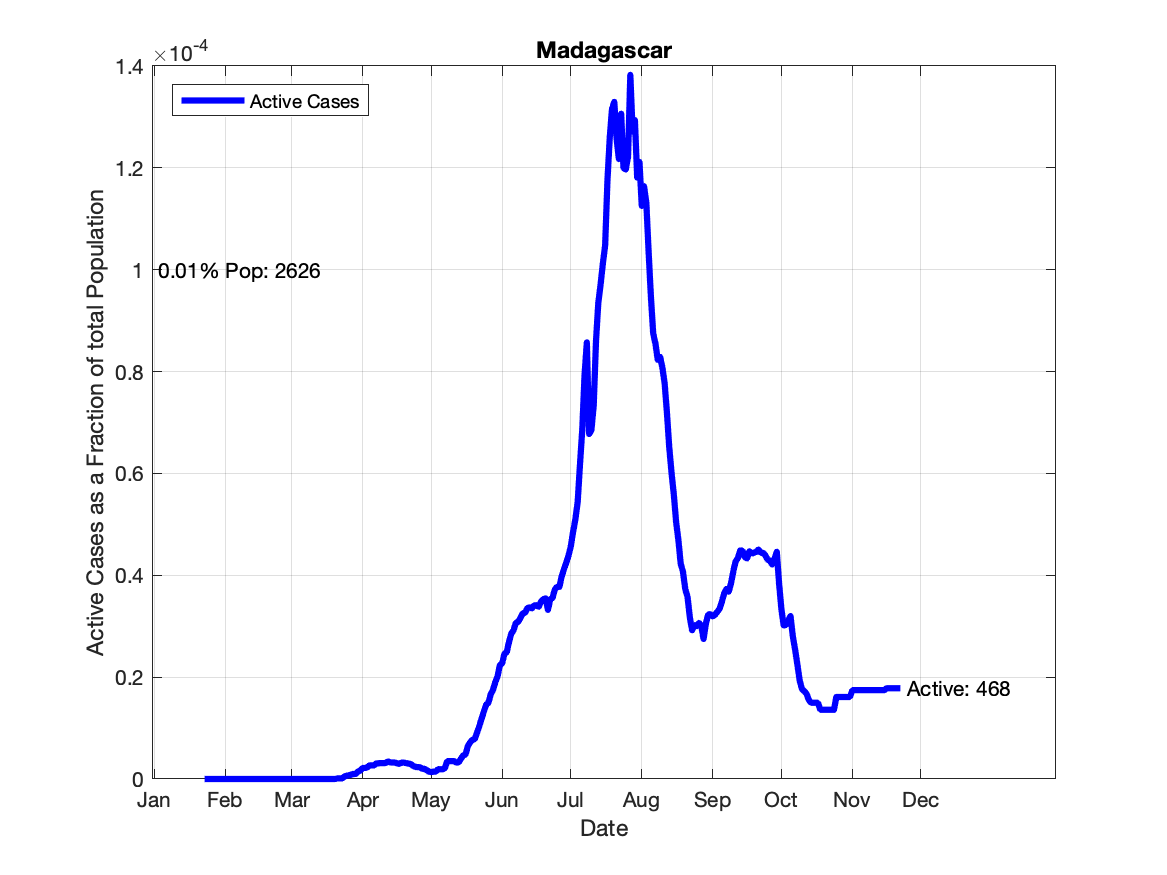 Madagascar
×10-4
1.4
1.2
1
0.8
0.6
0.4
0.2
0
Active Cases as a Fraction of total Population
Active Cases
0.01% Pop: 2626
Active: 468
Jan Feb Mar Apr May Jun Jul Aug Sep Oct Nov Dec
Date